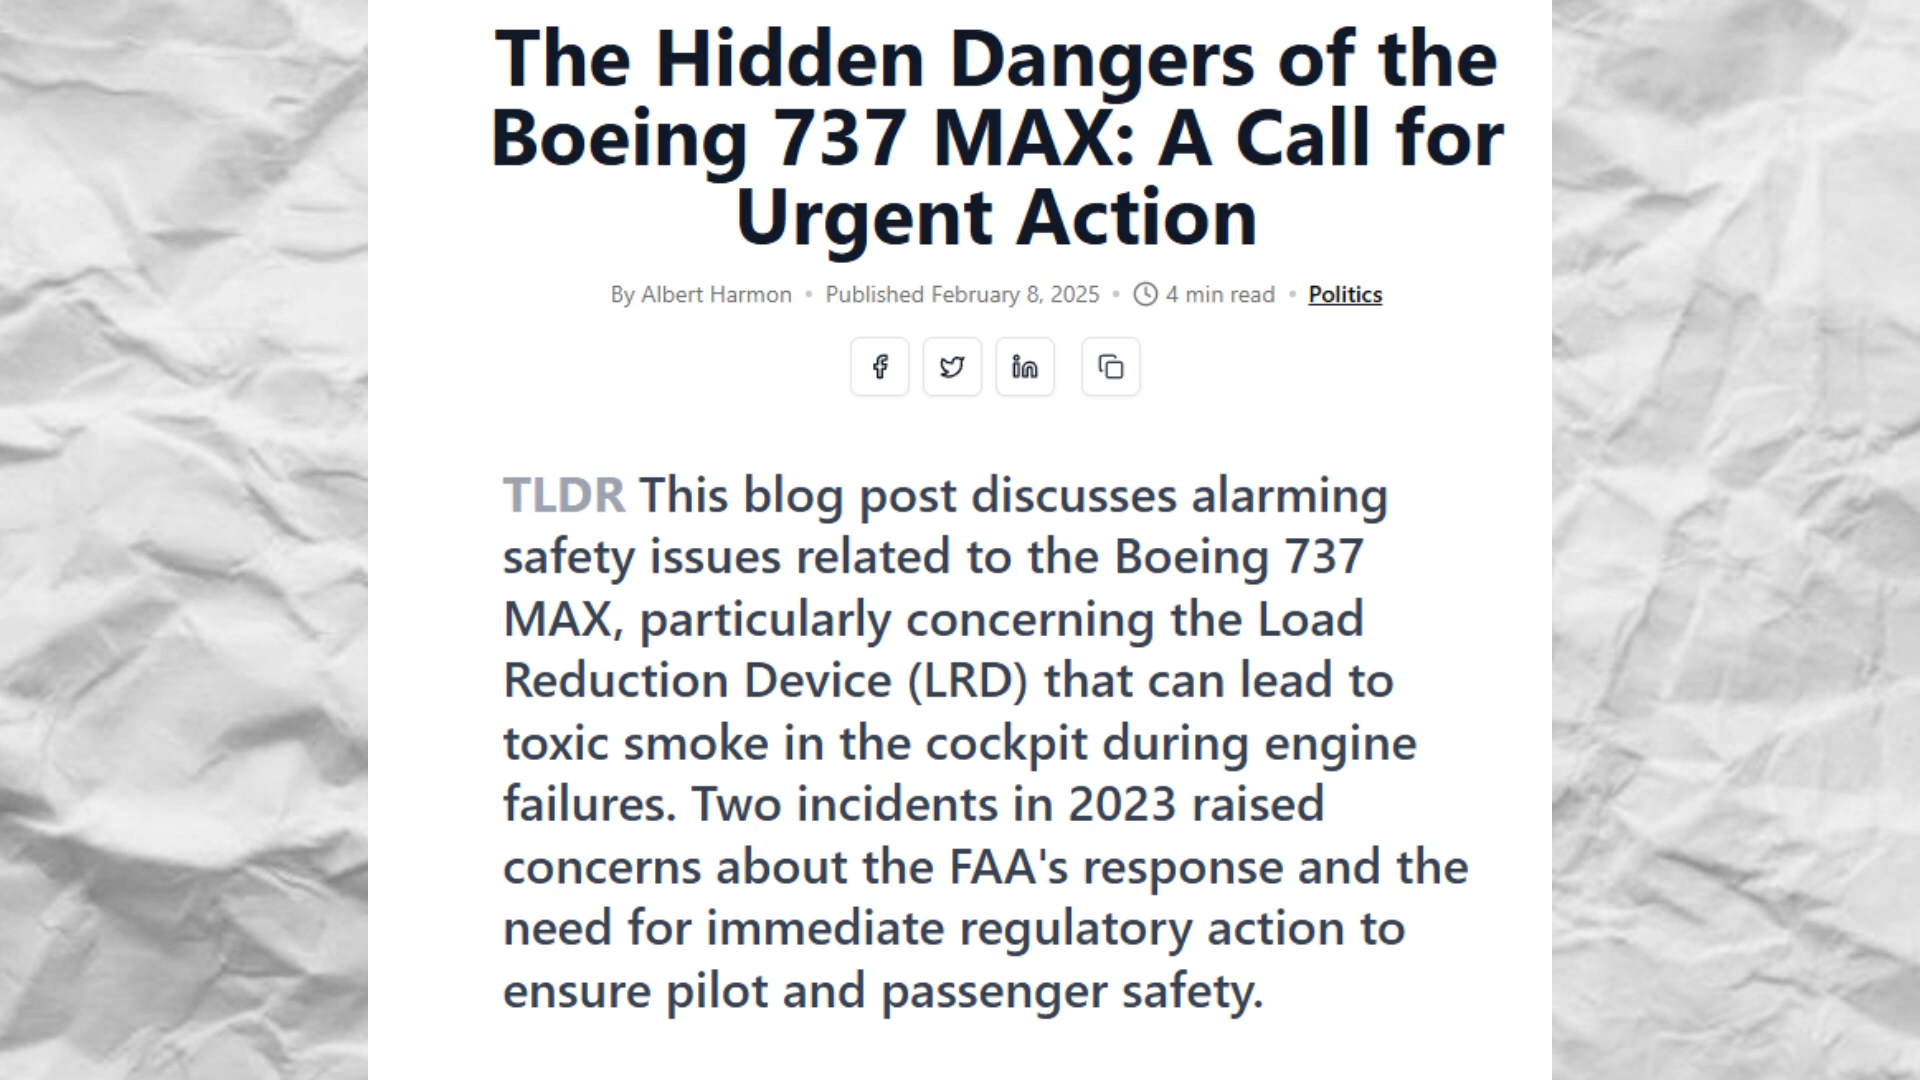 The Hidden Dangers of the
Boeing 737 MAX: A Call for
Urgent Action
By Albert Harmon • Published February 8, 2025 • 4 min read • Politics
TLDR This blog post discusses alarming
safety issues related to the Boeing 737
MAX, particularly concerning the Load
Reduction Device (LRD) that can lead to
toxic smoke in the cockpit during engine
failures. Two incidents in 2023 raised
concerns about the FAA's response and the
need for immediate regulatory action to
ensure pilot and passenger safety.